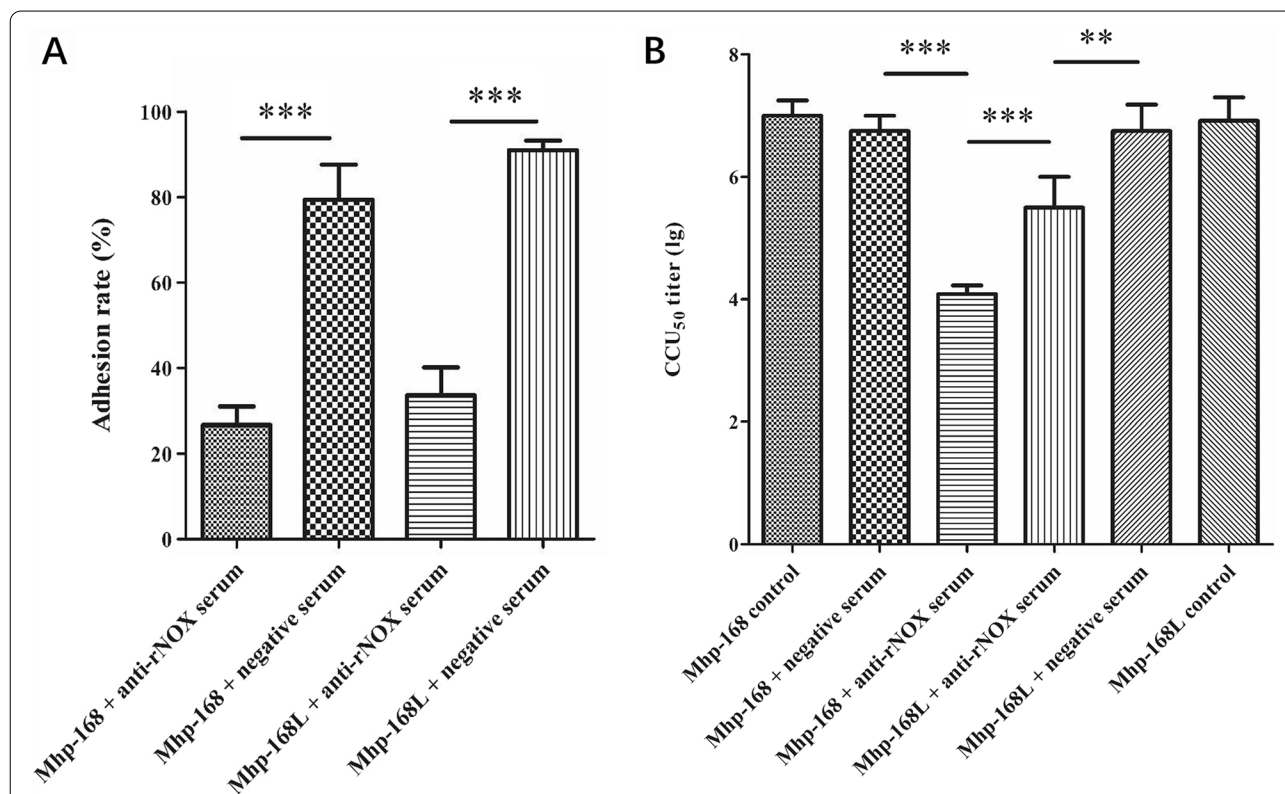 A
Adhesion rate (%)
100
80
60
40
20
0
***
***
Mhp-168 + anti-rNOX serum
Mhp-168 + negative serum
Mhp-168L + anti-rNOX serum
Mhp-168L + negative serum
B
CCU50 titer (lg)
8
6
4
2
0
***
***
**
Mhp-168 control
Mhp-168 + negative serum
Mhp-168 + anti-rNOX serum
Mhp-168L + anti-rNOX serum
Mhp-168L + negative serum
Mhp-168L control